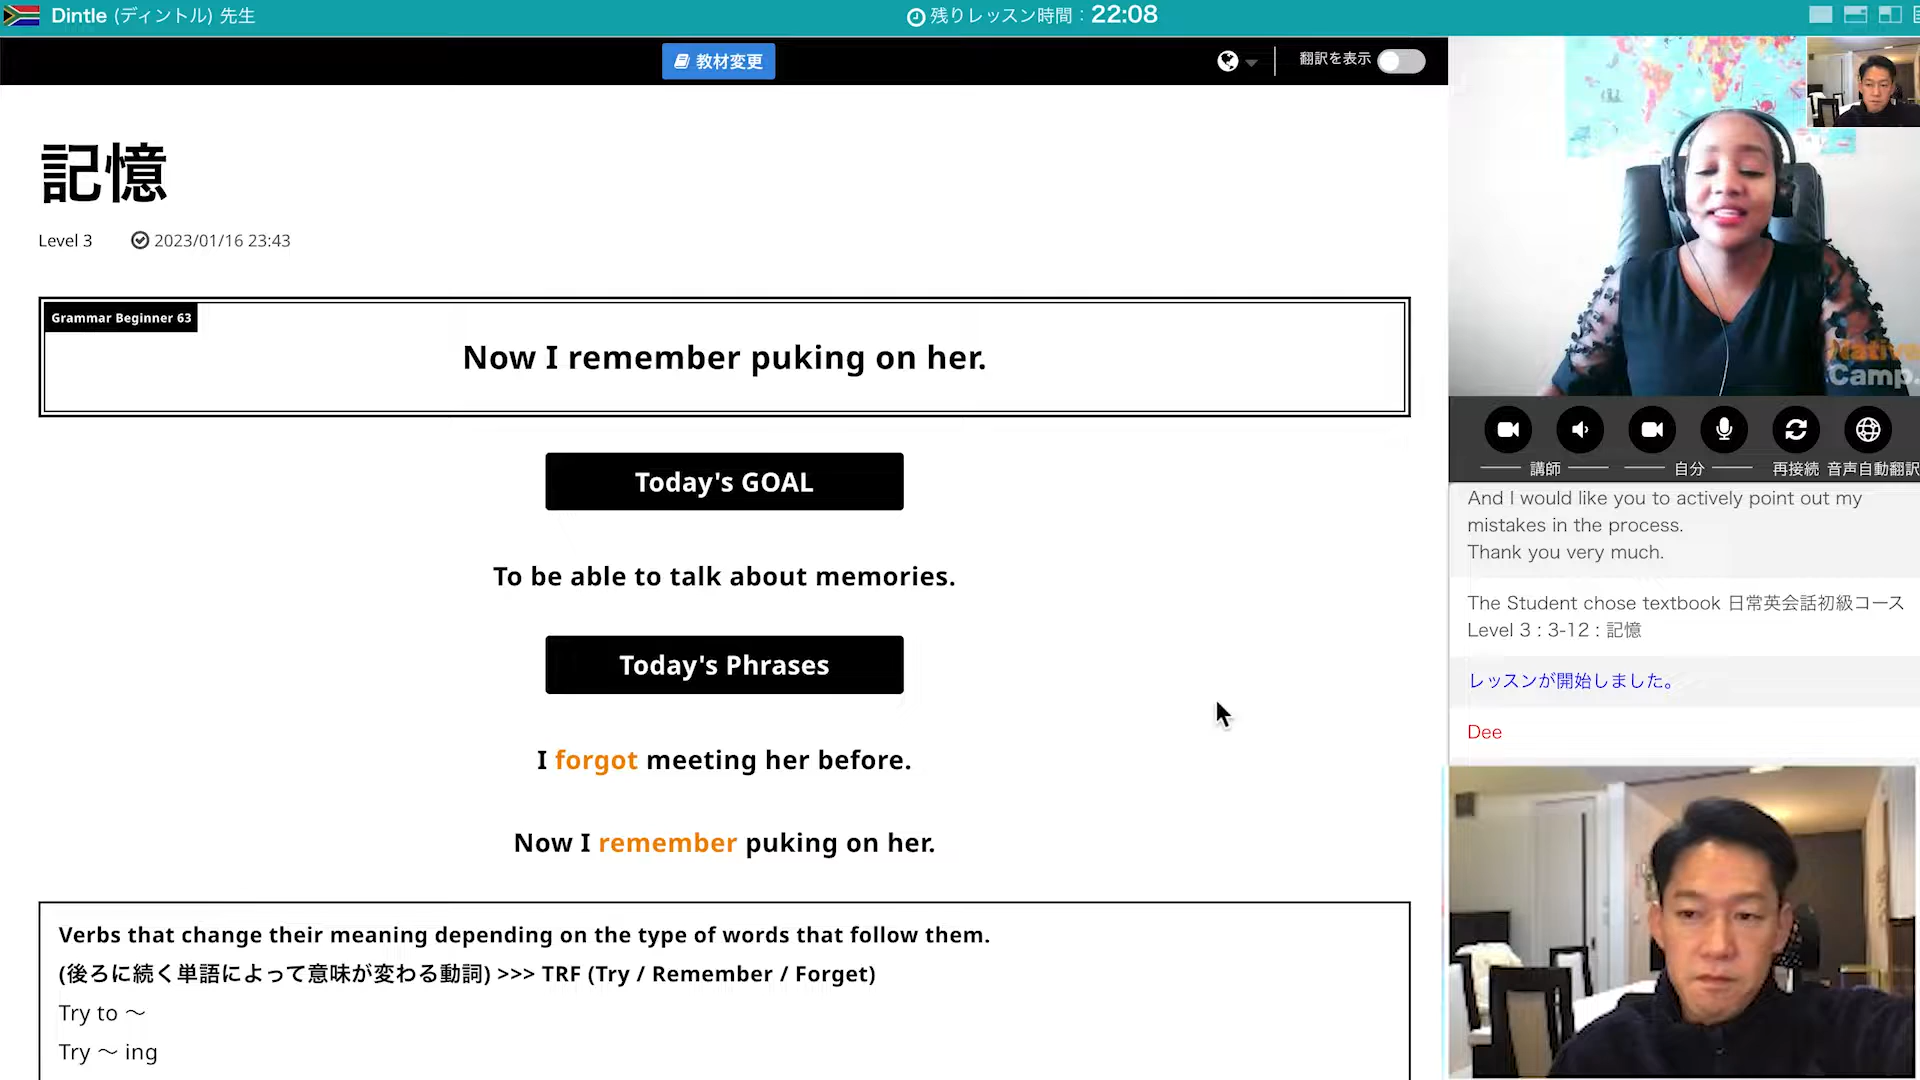 Dintle (ディントル) 先生
残りレッスン時間 : 22:08
教材変更
翻訳を表示
記憶
Level 3
2023/01/16 23:43
Grammar Beginner 63
Now I remember puking on her.
Today's GOAL
To be able to talk about memories.
Today's Phrases
I forgot meeting her before.
Now I remember puking on her.
Verbs that change their meaning depending on the type of words that follow them.
(後ろに続く単語によって意味が変わる動詞) >>> TRF (Try / Remember / Forget)
Try to ～
Try ～ ing
Native
Camp.
講師
自分
再接続
音声自動翻訳
And I would like you to actively point out my
mistakes in the process.
Thank you very much.
The Student chose textbook 日常英会話初級コース
Level 3 : 3-12 : 記憶
レッスンが開始しました。
Dee